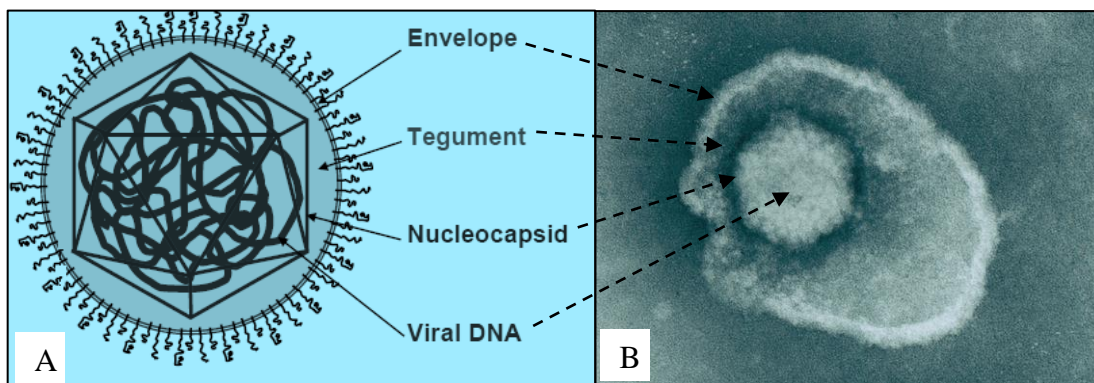 Envelope
Tegument
Nucleocapsid
Viral DNA
A
B